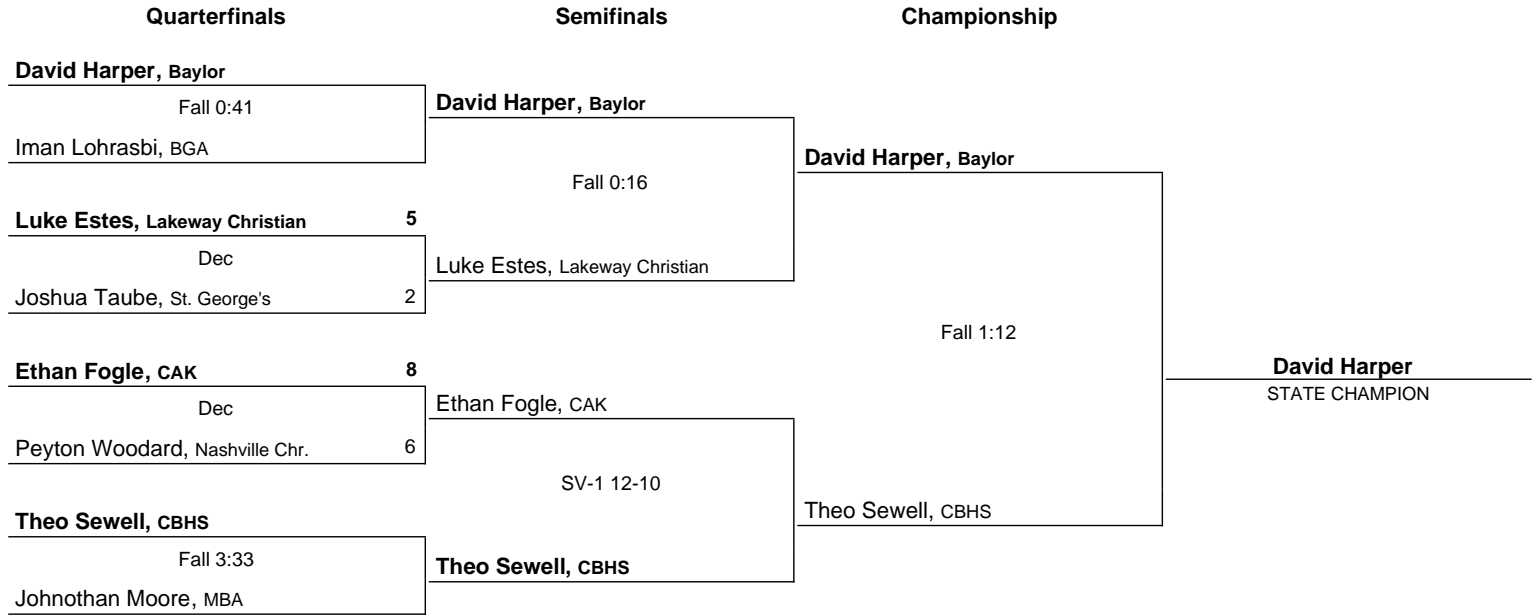 Quarterfinals Semifinals Championship
David Harper, Baylor
Fall 0:41
David Harper, Baylor
Iman Lohrasbi, BGA
David Harper, Baylor
Fall 0:16
Luke Estes, Lakeway Christian 5
Dec
Luke Estes, Lakeway Christian
Joshua Taube, St. George's 2
Fall 1:12
Ethan Fogle, CAK 8
David Harper
STATE CHAMPION
Dec
Ethan Fogle, CAK
Peyton Woodard, Nashville Chr. 6
SV-1 12-10
Theo Sewell, CBHS
Theo Sewell, CBHS
Fall 3:33
Theo Sewell, CBHS
Johnothan Moore, MBA